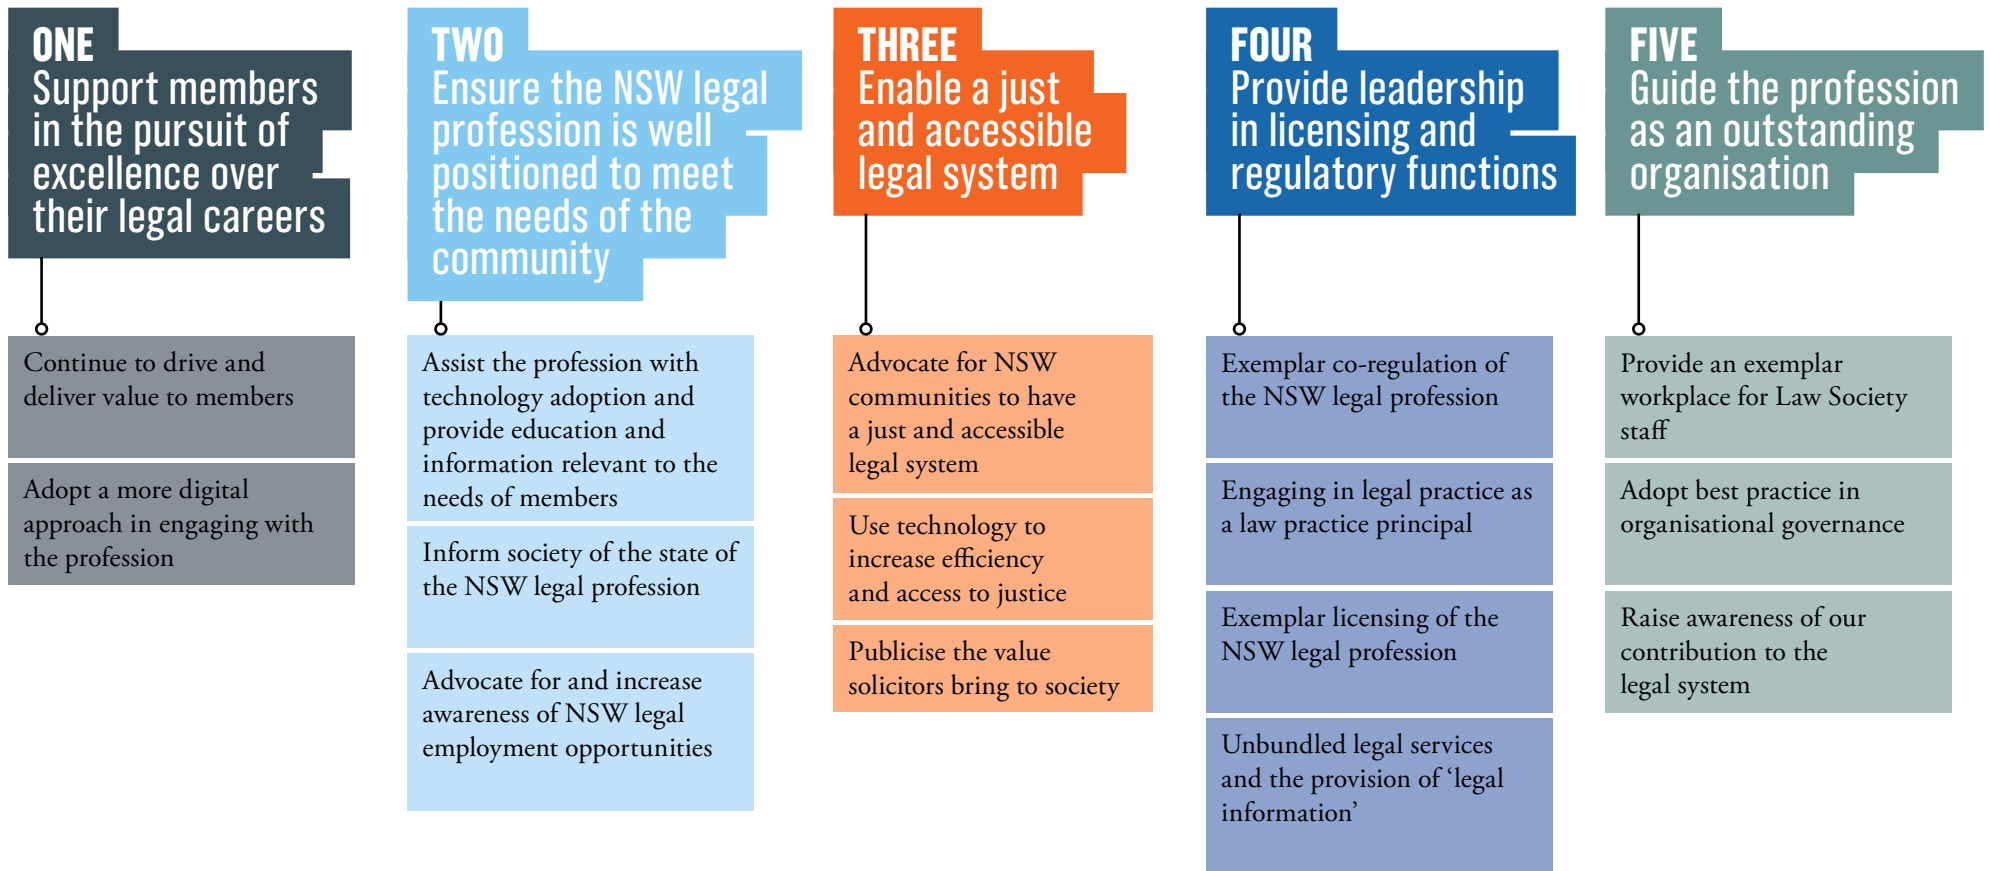 ONE
Support members
in the pursuit of
excellence over
their legal careers
Continue to drive and
deliver value to members
Adopt a more digital
approach in engaging with
the profession
TWO
Ensure the NSW legal
profession is well
positioned to meet
the needs of the
community
Assist the profession with
technology adoption and
provide education and
information relevant to the
needs of members
Inform society of the state of
the NSW legal profession
Advocate for and increase
awareness of NSW legal
employment opportunities
THREE
Enable a just
and accessible
legal system
Advocate for NSW
communities to have
a just and accessible
legal system
Use technology to
increase efficiency
and access to justice
Publicise the value
solicitors bring to society
FOUR
Provide leadership
in licensing and
regulatory functions
Exemplar co-regulation of
the NSW legal profession
Engaging in legal practice as
a law practice principal
Exemplar licensing of the
NSW legal profession
Unbundled legal services
and the provision of ‘legal
information’
FIVE
Guide the profession
as an outstanding
organisation
Provide an exemplar
workplace for Law Society
staff
Adopt best practice in
organisational governance
Raise awareness of our
contribution to the
legal system